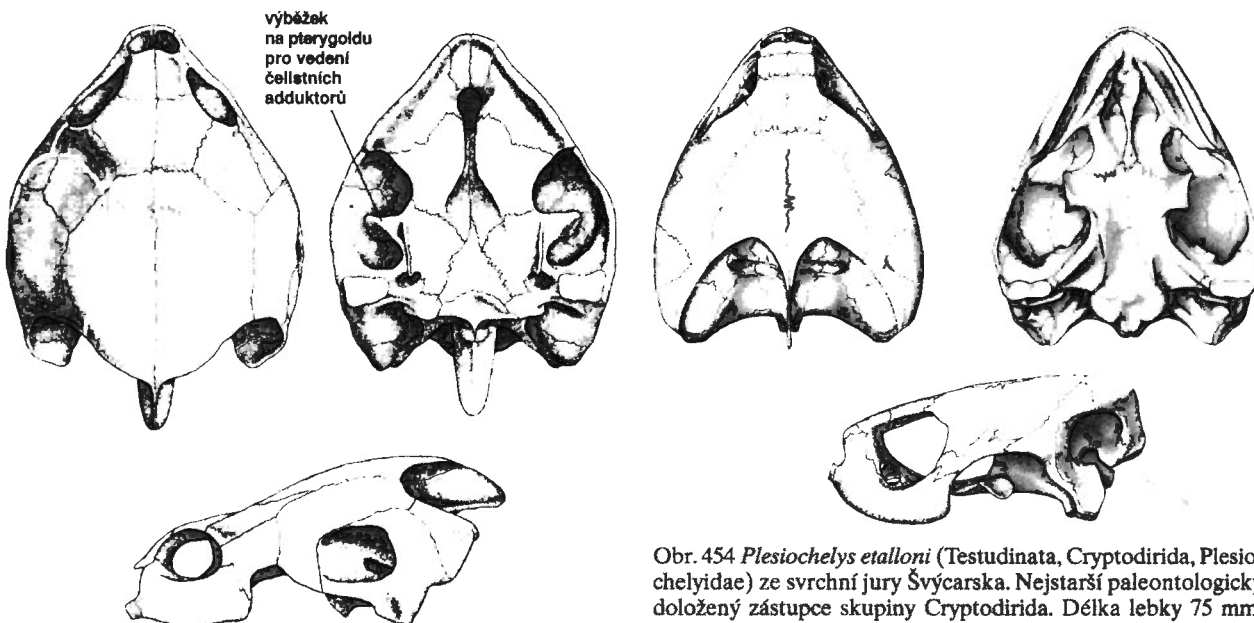 výběžek
na pterygoidu
pro vedení
čelistních
adduktorů
Obr. 454 Plesiochelys etalloni (Testudinata, Cryptodirida, Plesio-
chelyidae) ze svrchní jury Švýcarska. Nejstarší paleontologicky
doložený zástupce skupiny Cryptodirida. Délka lebky 75 mm